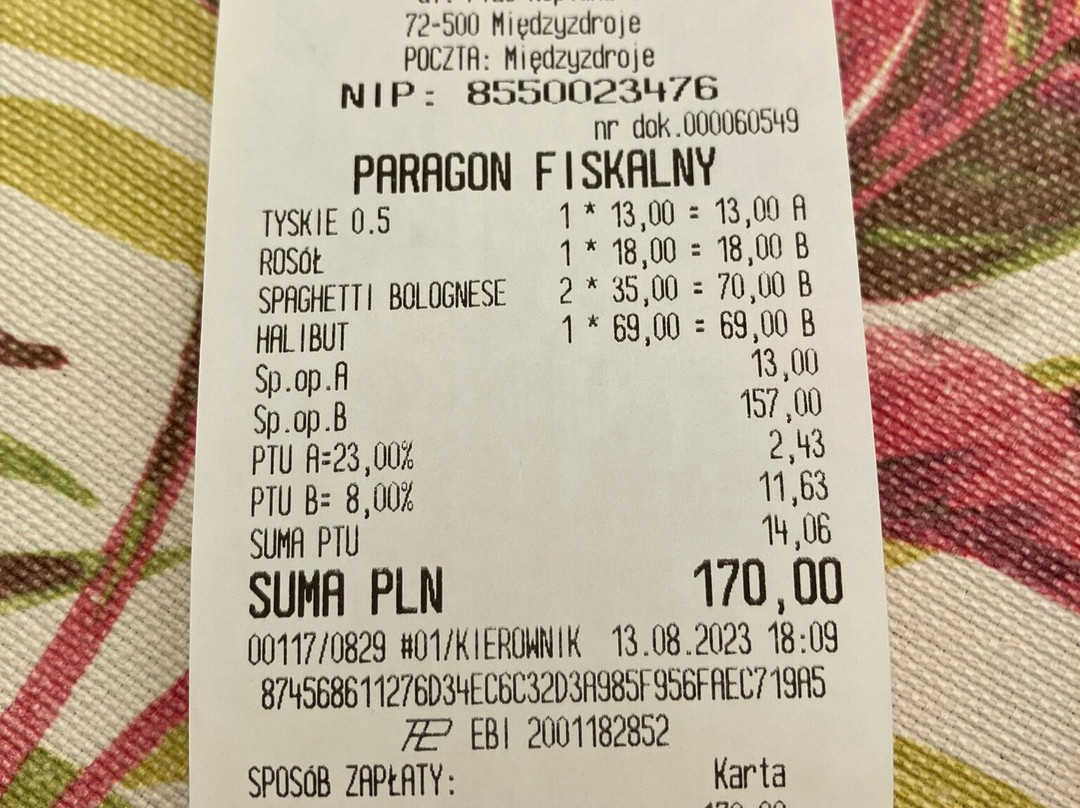 72-500 Międzyzdroje
POCZTA: Międzyzdroje
NIP: 8550023476
nr dok.000060549
PARAGON FISKALNY
TYSKIE 0.5 1 * 13,00 = 13,00 A
ROSÓŁ 1 * 18,00 = 18,00 B
SPAGHETTI BOLOGNESE 2 * 35,00 = 70,00 B
HALIBUT 1 * 69,00 = 69,00 B
Sp.op.A 13,00
Sp.op.B 157,00
PTU A=23,00% 2,43
PTU B= 8,00% 11,63
SUMA PTU 14,06
SUMA PLN 170,00
00117/0829 #01/KIEROWNIK 13.08.2023 18:09
874568611276D34EC6C32D3A985F956FAEC719A5
EBI 2001182852
SPOSÓB ZAPŁATY: Karta